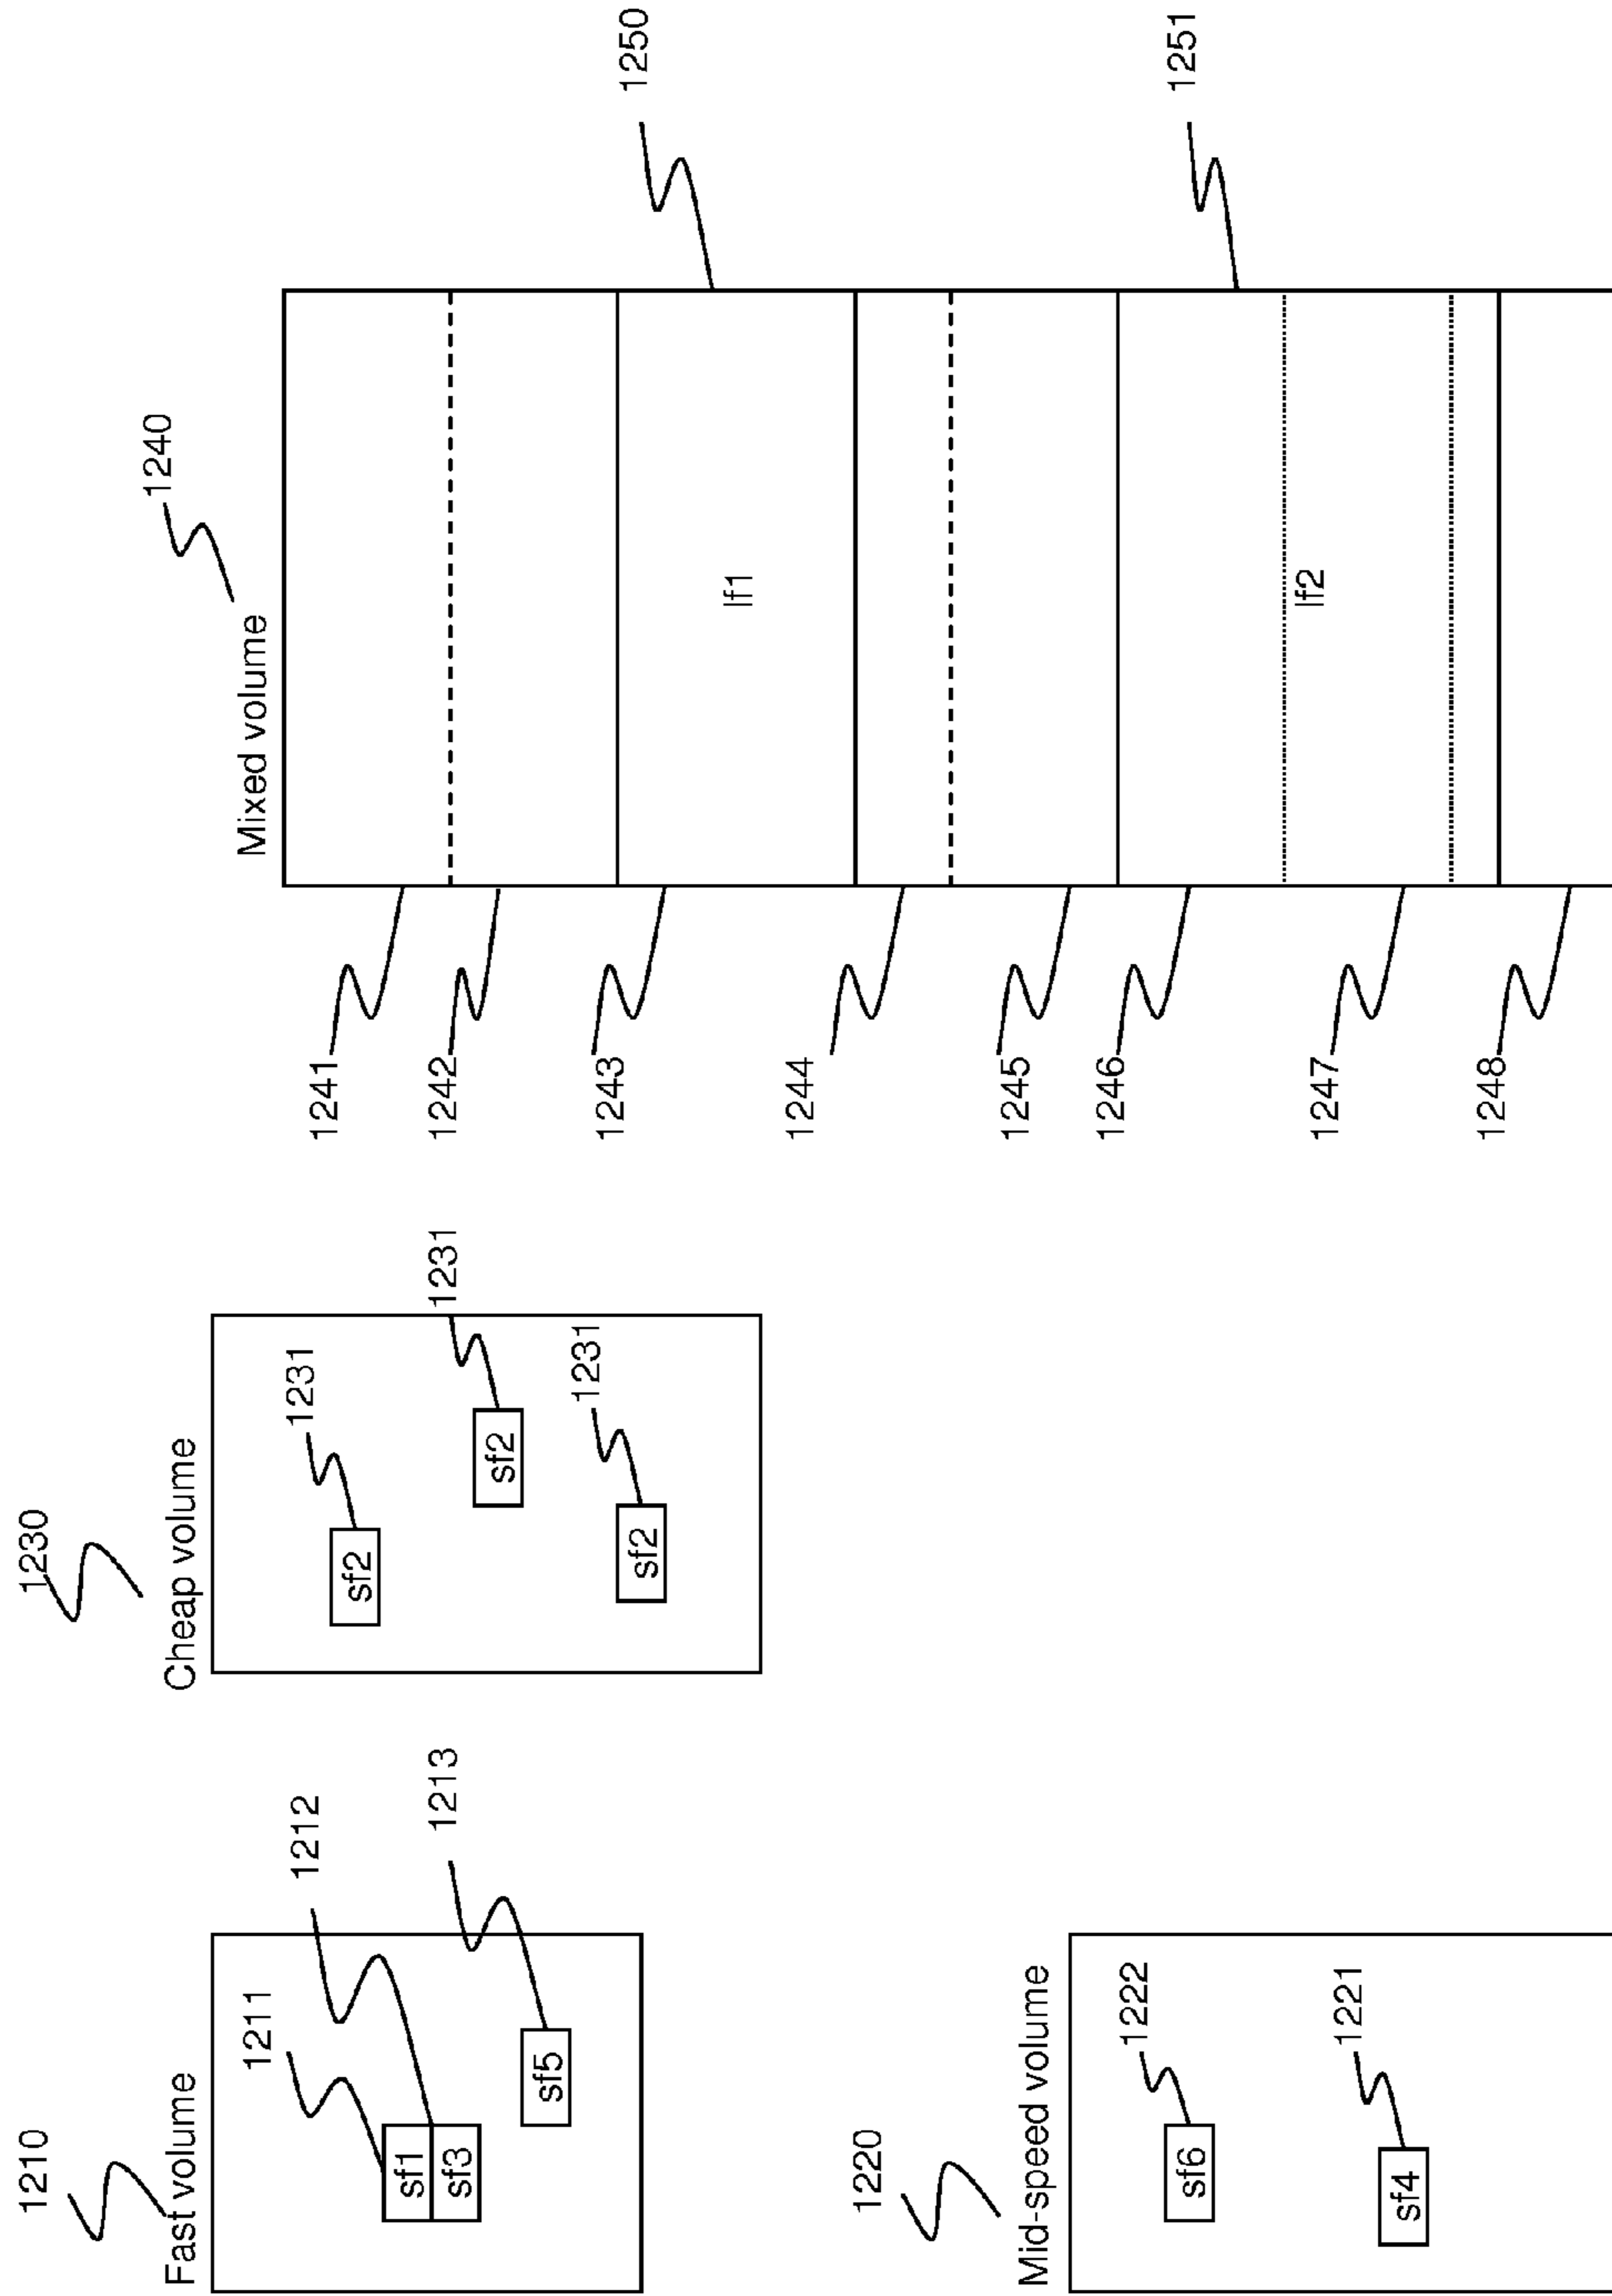 1210
Fast volume
1211
1212
1213
sf1
sf3
sf5
1220
Mid-speed volume
1222
1221
sf6
sf4
1230
Cheap volume
1231
1231
1231
sf2
sf2
sf2
1240
Mixed volume
1241
1242
1243
1244
1245
1246
1247
1248
lf1
lf2
1250
1251